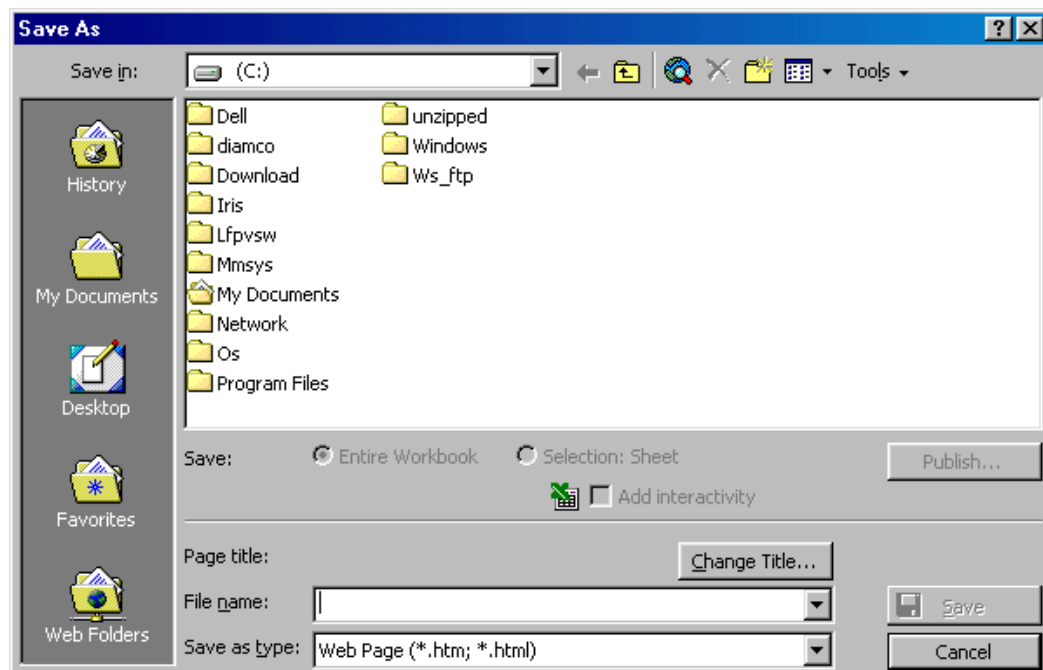 Save As
Save in: (C:) Tools
History
My Documents
Desktop
Favorites
Web Folders
Dell
diamco
Download
Iris
Lfpvsw
Mmsys
My Documents
Network
Os
Program Files
unzipped
Windows
Ws_ftp
Save: Entire Workbook Selection: Sheet Publish...
Add interactivity
Page title: Change Title...
File name: Save
Save as type: Web Page (*.htm; *.html) Cancel